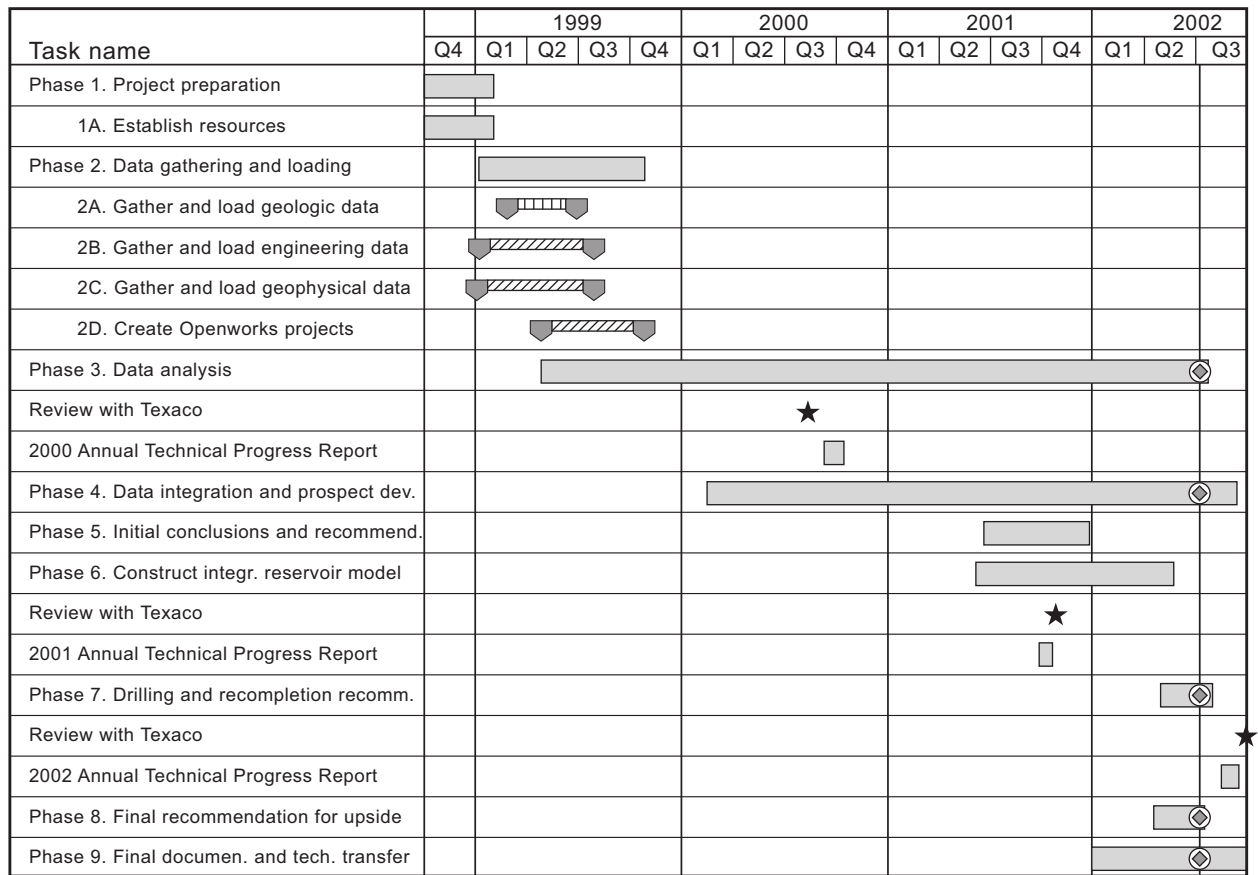 1999 2000 2001 2002
Task name Q4 Q1 Q2 Q3 Q4 Q1 Q2 Q3 Q4 Q1 Q2 Q3 Q4 Q1 Q2 Q3
Phase 1. Project preparation
1A. Establish resources
Phase 2. Data gathering and loading
2A. Gather and load geologic data
2B. Gather and load engineering data
2C. Gather and load geophysical data
2D. Create Openworks projects
Phase 3. Data analysis
Review with Texaco
2000 Annual Technical Progress Report
Phase 4. Data integration and prospect dev.
Phase 5. Initial conclusions and recommend.
Phase 6. Construct integr. reservoir model
Review with Texaco
2001 Annual Technical Progress Report
Phase 7. Drilling and recompletion recomm.
Review with Texaco
2002 Annual Technical Progress Report
Phase 8. Final recommendation for upside
Phase 9. Final documen. and tech. transfer